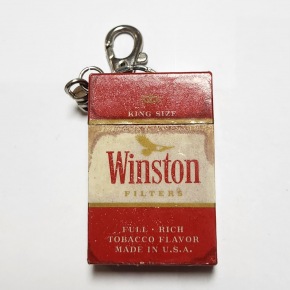 KING SIZE
Winston
FILTERS
FULL · RICH
TOBACCO FLAVOR
MADE IN U.S.A.